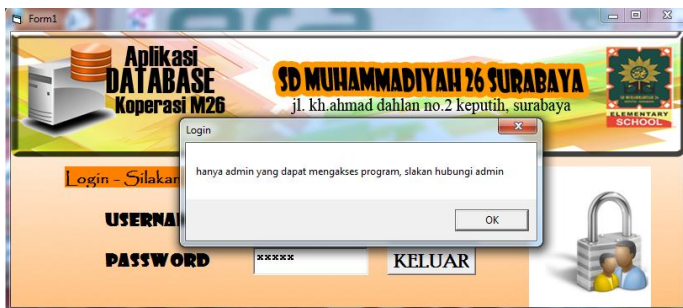 Form1
Aplikasi
DATABASE
Koperasi M26
SD MUHAMMADIYAH 26 SURABAYA
jl. kh.ahmad dahlan no.2 keputih, surabaya
ELEMENTARY
SCHOOL
Login
hanya admin yang dapat mengakses program, slakan hubungi admin
OK
Login - Silakan
USERNA
PASSWORD
xxxxx
KELUAR